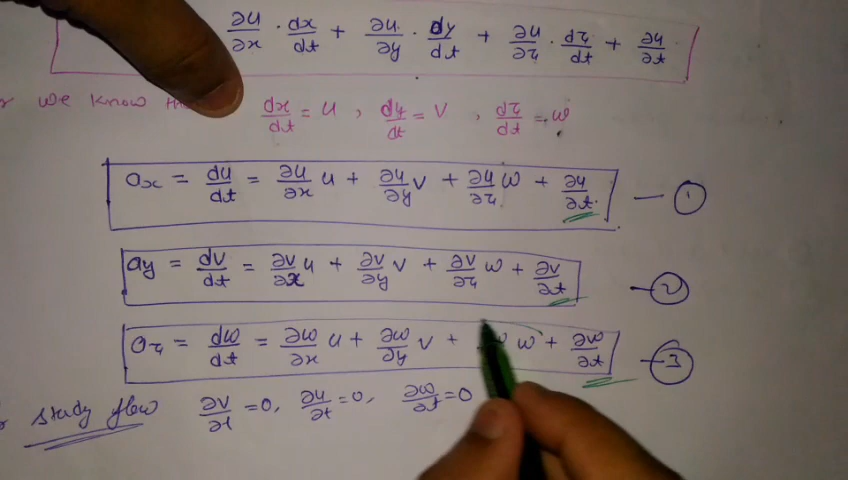 ∂u/∂x · dx/dt + ∂u/∂y · dy/dt + ∂u/∂z · dz/dt + ∂u/∂t
we know dx/dt = u , dy/dt = v , dz/dt = w
ax = du/dt = ∂u/∂x u + ∂u/∂y v + ∂u/∂z w + ∂u/∂t — 1
ay = dv/dt = ∂v/∂x u + ∂v/∂y v + ∂v/∂z w + ∂v/∂t — 2
az = dw/dt = ∂w/∂x u + ∂w/∂y v + w + ∂w/∂t — 3
study flow ∂v/∂t = 0, ∂u/∂t = 0, ∂w/∂t = 0